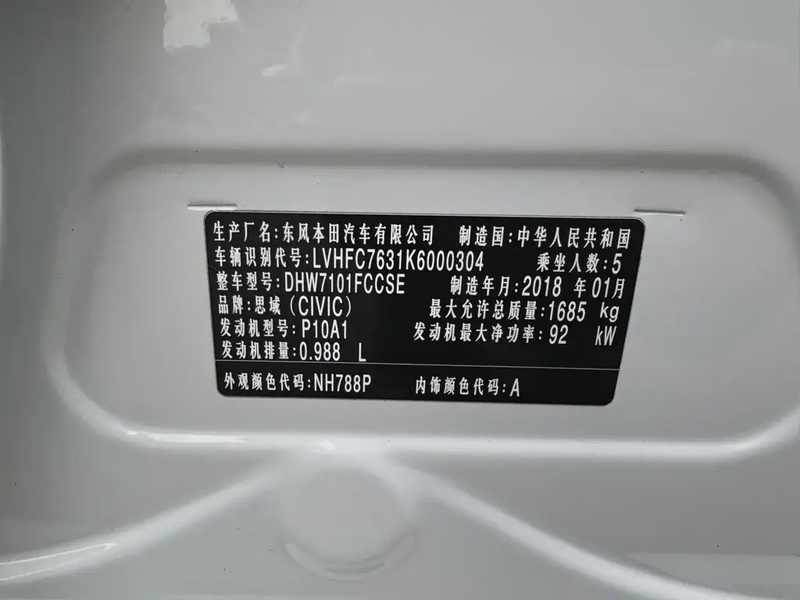 生产厂名:东风本田汽车有限公司 制造国:中华人民共和国
车辆识别代号:LVHFC7631K6000304 乘坐人数:5
整车型号:DHW7101FCCSE 制造年月:2018 年 01月
品牌:思域(CIVIC) 最大允许总质量:1685 kg
发动机型号:P10A1 发动机最大净功率:92 kW
发动机排量:0.988 L
外观颜色代码:NH788P 内饰颜色代码:A